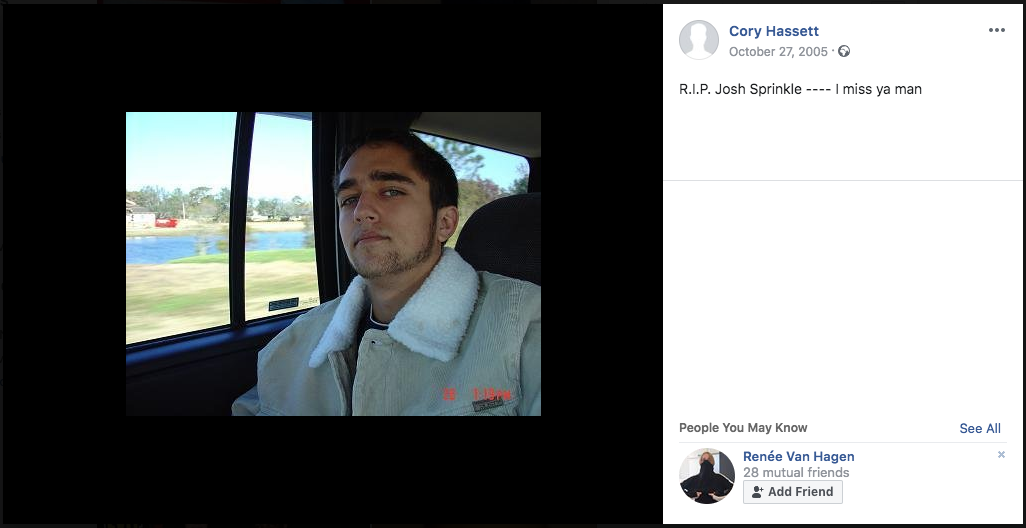 Cory Hassett
October 27, 2005 ·
R.I.P. Josh Sprinkle ---- I miss ya man
People You May Know
See All
Renée Van Hagen
28 mutual friends
Add Friend